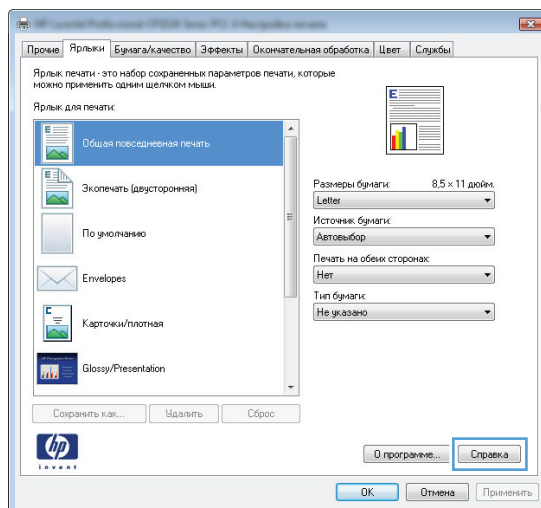 Прочие Ярлыки Бумага/качество Эффекты Окончательная обработка Цвет Службы
Ярлык печати - это набор сохраненных параметров печати, которые
можно применить одним щелчком мыши.
Ярлык для печати:
Общая повседневная печать
Экопечать (двусторонняя)
По умолчанию
Envelopes
Карточки/плотная
Glossy/Presentation
Размеры бумаги: 8,5 × 11 дюйм.
Letter
Источник бумаги:
Автовыбор
Печать на обеих сторонах:
Нет
Тип бумаги:
Не указано
Сохранить как... Удалить Сброс
hp
invent
О программе... Справка
OK Отмена Применить